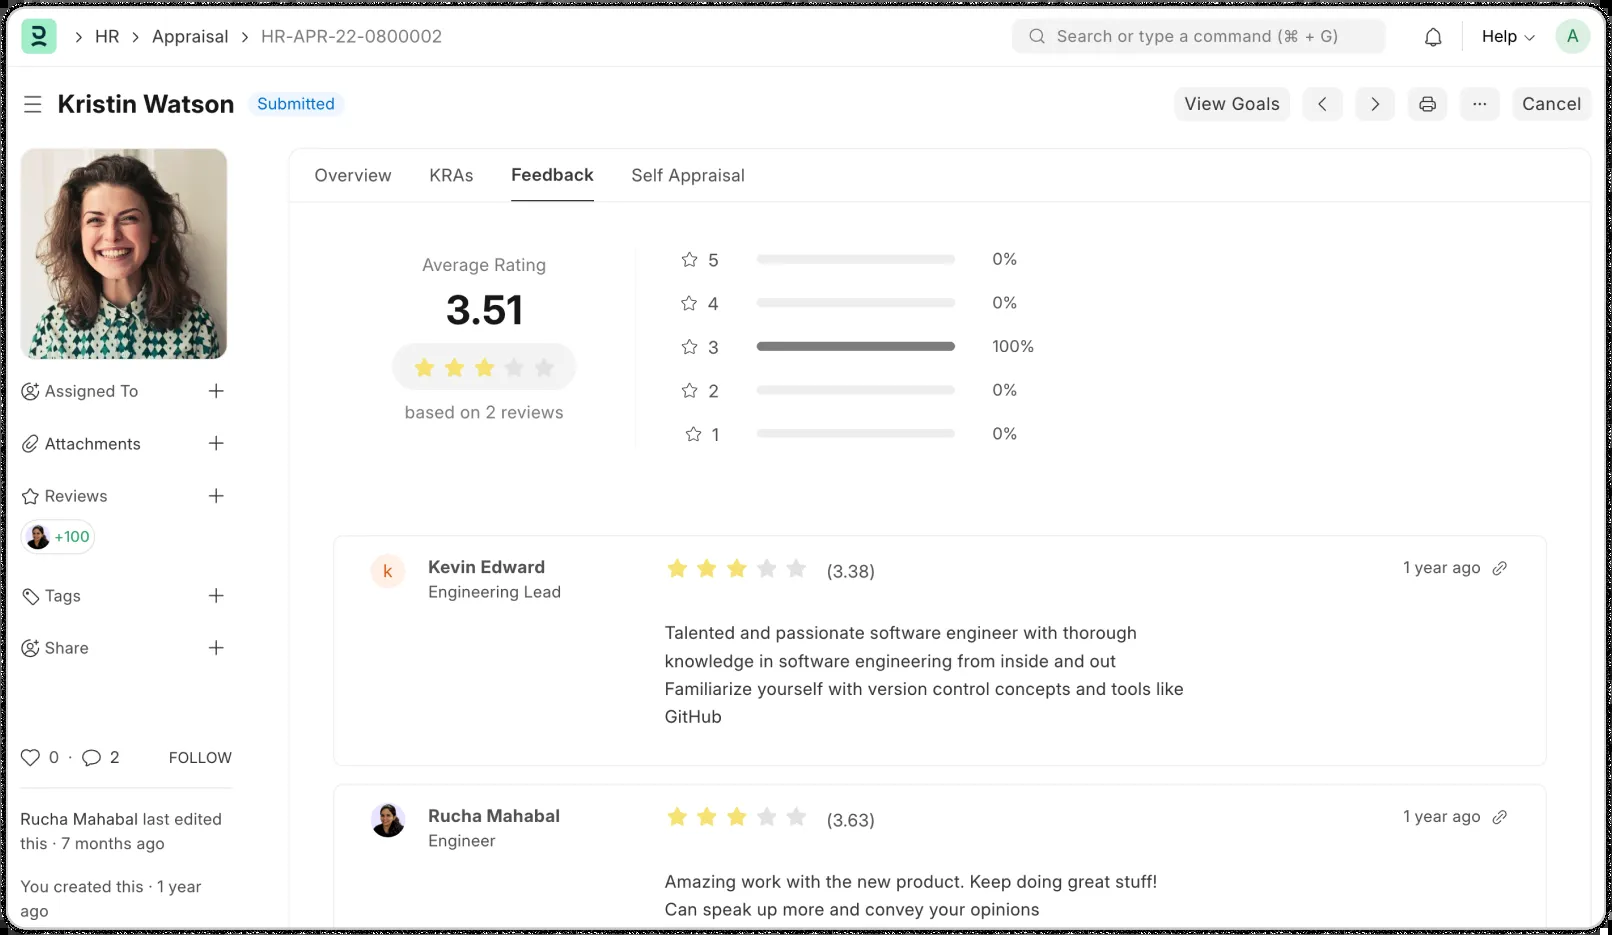 HR
Appraisal
HR-APR-22-0800002
Search or type a command (⌘ + G)
Help
A
Kristin Watson
Submitted
View Goals
Cancel
Overview
KRAs
Feedback
Self Appraisal
Assigned To
Attachments
Reviews
+100
Tags
Share
0 · 2
FOLLOW
Rucha Mahabal last edited
this · 7 months ago
You created this · 1 year
ago
Average Rating
3.51
based on 2 reviews
5 0%
4 0%
3 100%
2 0%
1 0%
k
Kevin Edward
Engineering Lead
(3.38)
1 year ago
Talented and passionate software engineer with thorough
knowledge in software engineering from inside and out
Familiarize yourself with version control concepts and tools like
GitHub
Rucha Mahabal
Engineer
(3.63)
1 year ago
Amazing work with the new product. Keep doing great stuff!
Can speak up more and convey your opinions